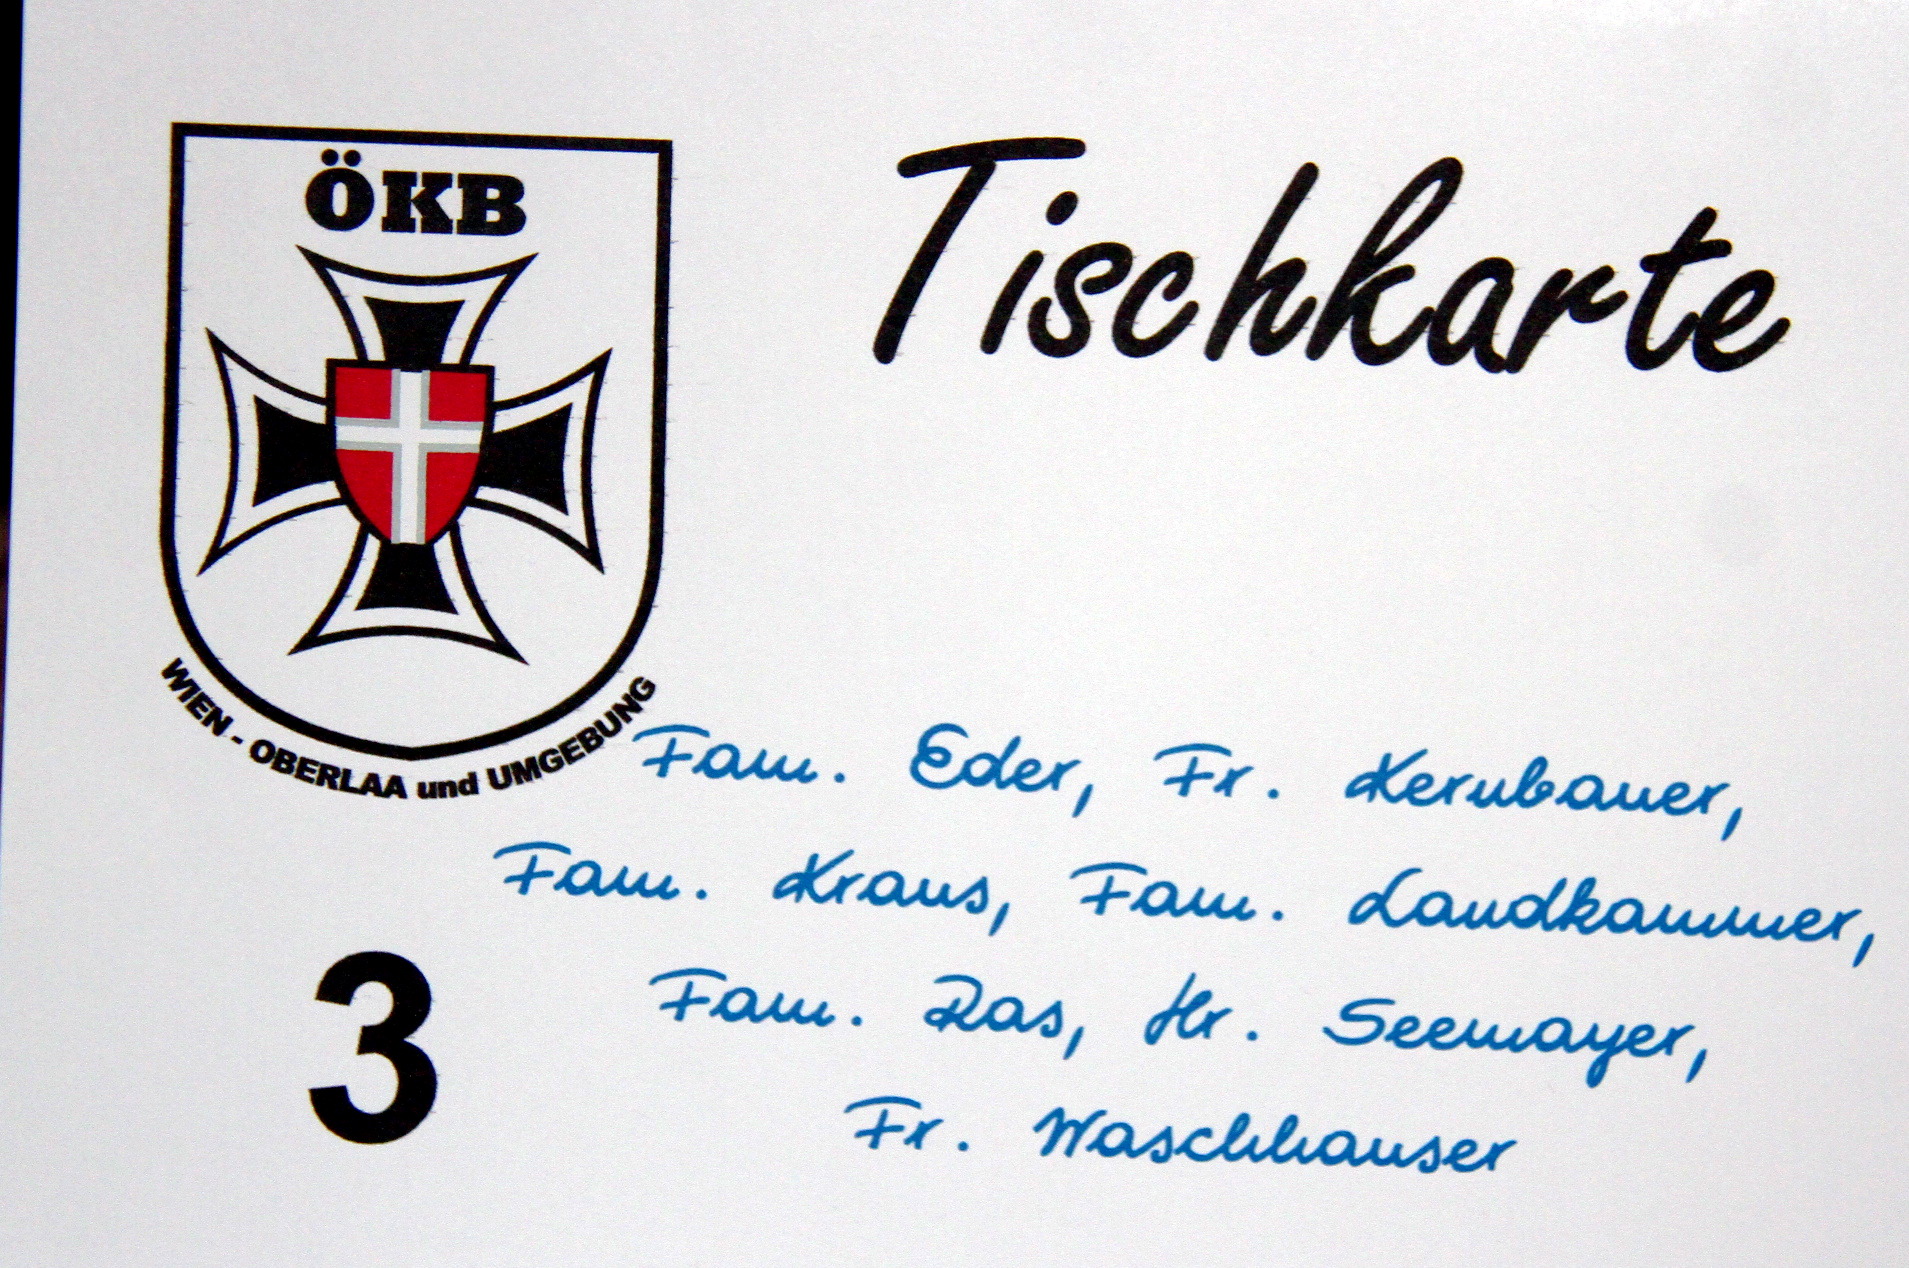 ÖKB
Tischkarte
WIEN - OBERLAA und UMGEBUNG
Fam. Eder, Fr. Kernbauer,
Fam. Kraus, Fam. Landkammer,
Fam. Ras, Hr. Seemayer,
Fr. Waschhauser
3